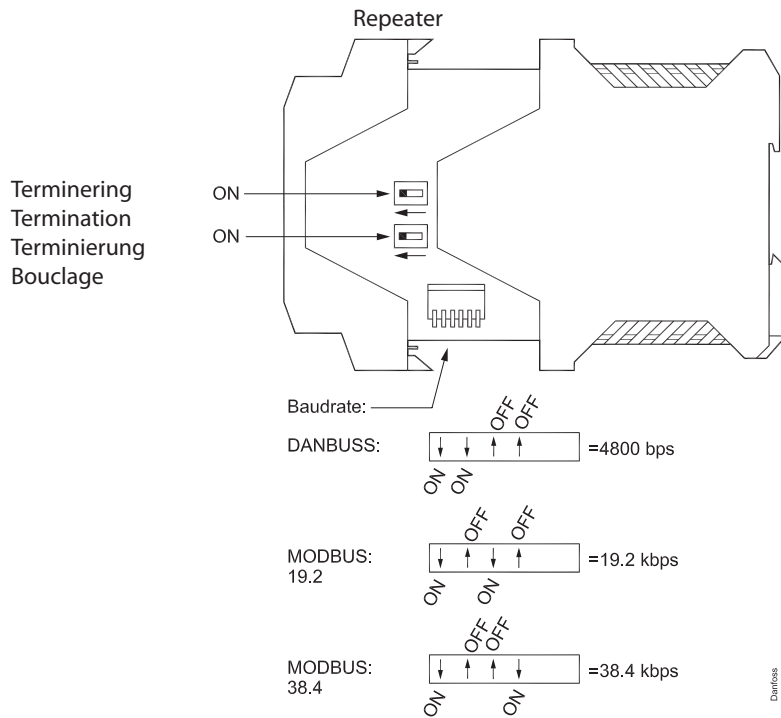 Repeater
Terminering
Termination
Terminierung
Bouclage
ON
ON
Baudrate:
OFF OFF
DANBUSS:
=4800 bps
ON ON
OFF OFF
MODBUS:
19.2
=19.2 kbps
ON ON
OFF OFF
MODBUS:
38.4
=38.4 kbps
ON ON
Danfoss